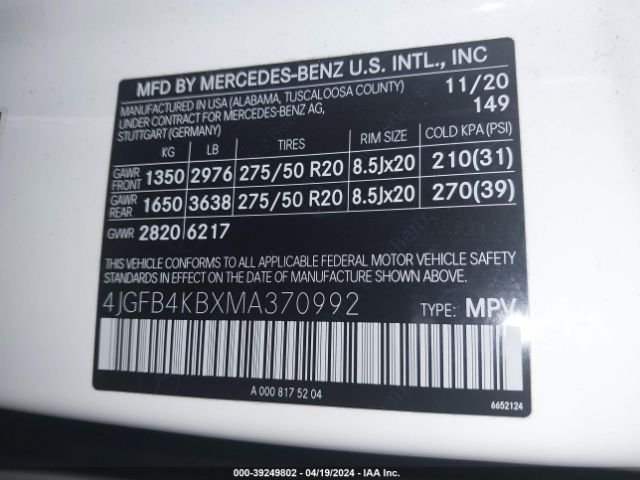 MFD BY MERCEDES-BENZ U.S. INTL., INC
MANUFACTURED IN USA (ALABAMA, TUSCALOOSA COUNTY) 11/20
UNDER CONTRACT FOR MERCEDES-BENZ AG, 149
STUTTGART (GERMANY)
KG LB TIRES RIM SIZE COLD KPA (PSI)
GAWR FRONT 1350 2976 275/50 R20 8.5Jx20 210(31)
GAWR REAR 1650 3638 275/50 R20 8.5Jx20 270(39)
GVWR 2820 6217
THIS VEHICLE CONFORMS TO ALL APPLICABLE FEDERAL MOTOR VEHICLE SAFETY
STANDARDS IN EFFECT ON THE DATE OF MANUFACTURE SHOWN ABOVE.
4JGFB4KBXMA370992 TYPE: MPV
A 000 817 52 04
6652124
000-39249802 - 04/19/2024 - IAA Inc.